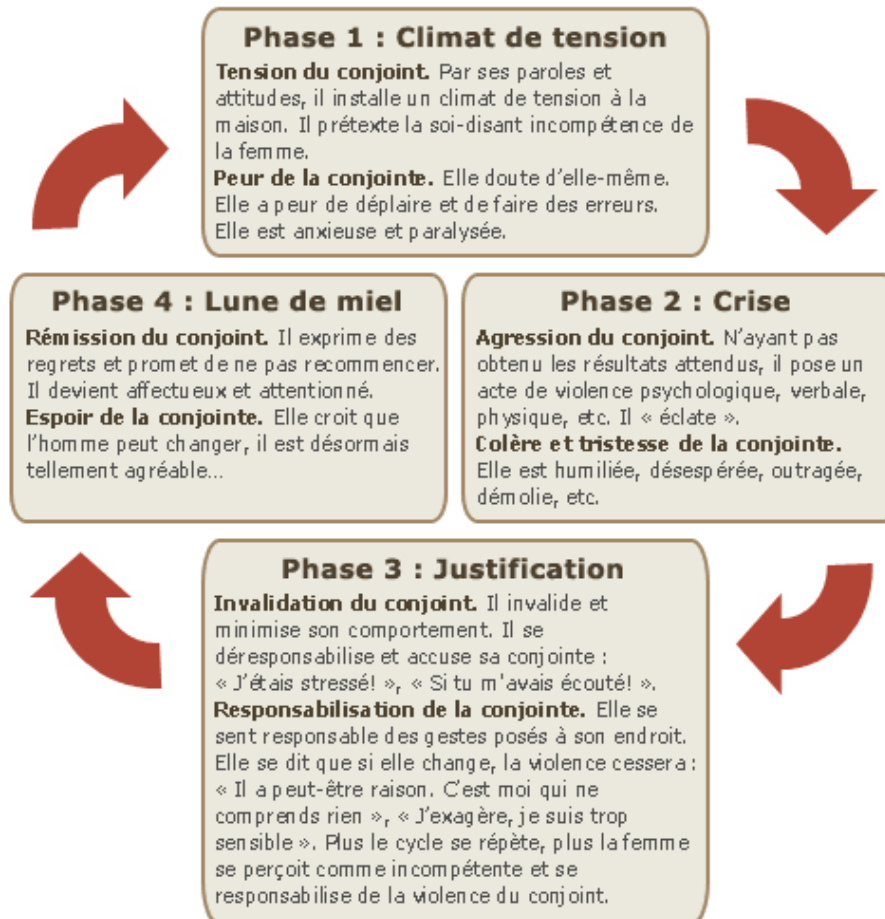 Phase 1 : Climat de tension
Tension du conjoint. Par ses paroles et
attitudes, il installe un climat de tension à la
maison. Il prétexte la soi-disant incompétence de
la femme.
Peur de la conjointe. Elle doute d'elle-même.
Elle a peur de déplaire et de faire des erreurs.
Elle est anxieuse et paralysée.
Phase 2 : Crise
Agression du conjoint. N'ayant pas
obtenu les résultats attendus, il pose un
acte de violence psychologique, verbale,
physique, etc. Il « éclate ».
Colère et tristesse de la conjointe.
Elle est humiliée, désespérée, outragée,
démolie, etc.
Phase 3 : Justification
Invalidation du conjoint. Il invalide et
minimise son comportement. Il se
déresponsabilise et accuse sa conjointe :
« J'étais stressé! », « Si tu m'avais écouté! ».
Responsabilisation de la conjointe. Elle se
sent responsable des gestes posés à son endroit.
Elle se dit que si elle change, la violence cessera :
« Il a peut-être raison. C'est moi qui ne
comprends rien », « J'exagère, je suis trop
sensible ». Plus le cycle se répète, plus la femme
se perçoit comme incompétente et se
responsabilise de la violence du conjoint.
Phase 4 : Lune de miel
Rémission du conjoint. Il exprime des
regrets et promet de ne pas recommencer.
Il devient affectueux et attentionné.
Espoir de la conjointe. Elle croit que
l'homme peut changer, il est désormais
tellement agréable...